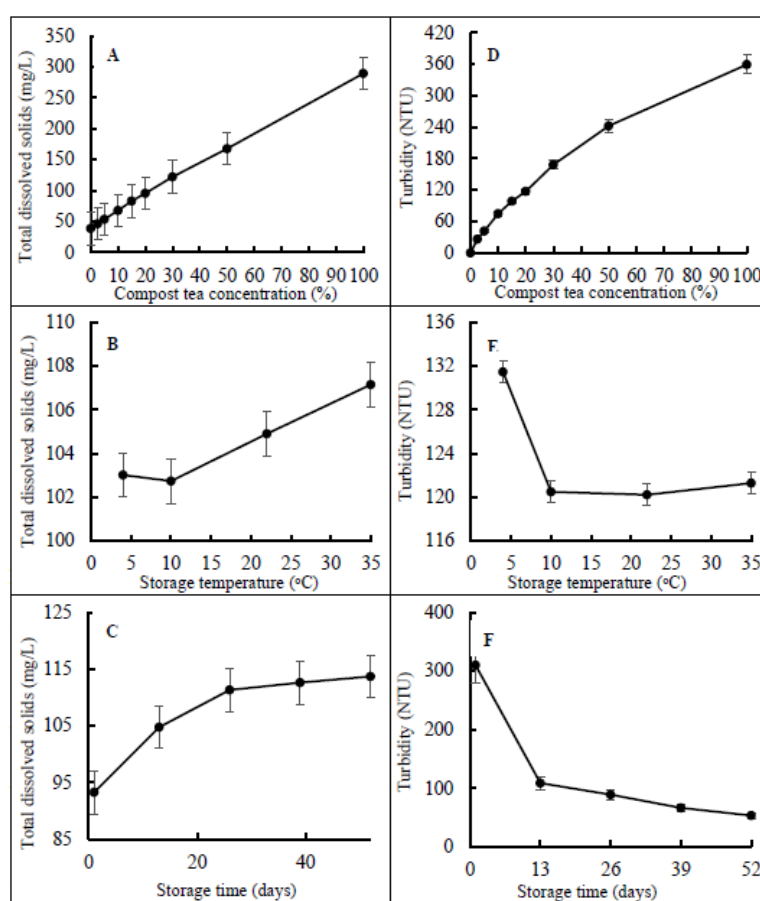 A
Total dissolved solids (mg/L)
350
300
250
200
150
100
50
0
0 10 20 30 40 50 60 70 80 90 100
Compost tea concentration (%)
D
Turbidity (NTU)
420
360
300
240
180
120
60
0
0 10 20 30 40 50 60 70 80 90 100
Compost tea concentration (%)
B
Total dissolved solids (mg/L)
110
108
106
104
102
100
0 5 10 15 20 25 30 35
Storage temperature (oC)
E
Turbidity (NTU)
136
132
128
124
120
116
0 5 10 15 20 25 30 35
Storage temperature (oC)
C
Total dissolved solids (mg/L)
125
115
105
95
85
0 20 40
Storage time (days)
F
Turbidity (NTU)
400
300
200
100
0
0 13 26 39 52
Storage time (days)